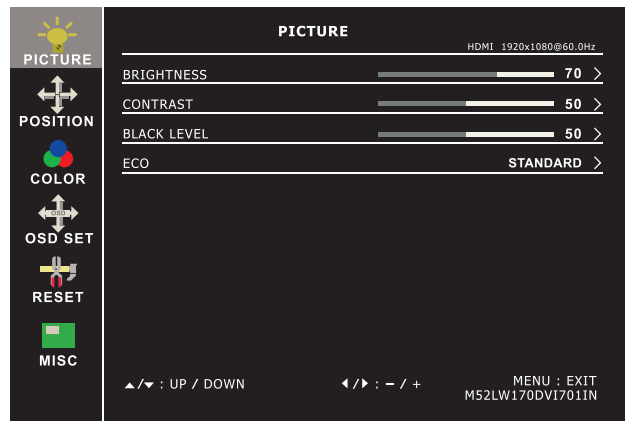 PICTURE
HDMI 1920x1080@60.0Hz
PICTURE
BRIGHTNESS 70 >
CONTRAST 50 >
POSITION
BLACK LEVEL 50 >
ECO STANDARD >
COLOR
OSD
OSD SET
RESET
MISC
▲/▼ : UP / DOWN ◀/▶ : − / + MENU : EXIT
M52LW170DVI701IN